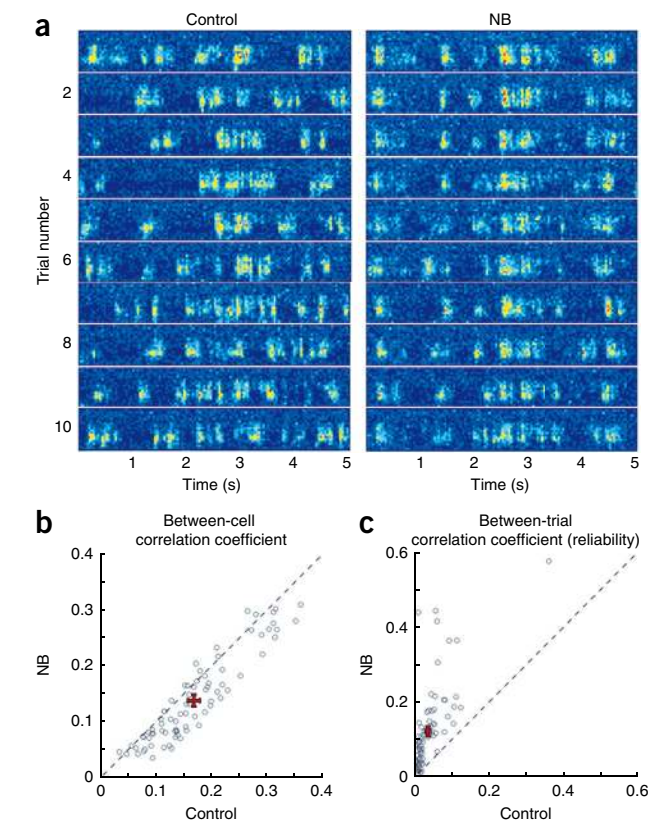 a
Control
NB
Trial number
2
4
6
8
10
1 2 3 4 5
1 2 3 4 5
Time (s)
Time (s)
b
Between-cell
correlation coefficient
NB
0.4
0.3
0.2
0.1
0
0 0.1 0.2 0.3 0.4
Control
c
Between-trial
correlation coefficient (reliability)
NB
0.6
0.4
0.2
0
0 0.2 0.4 0.6
Control